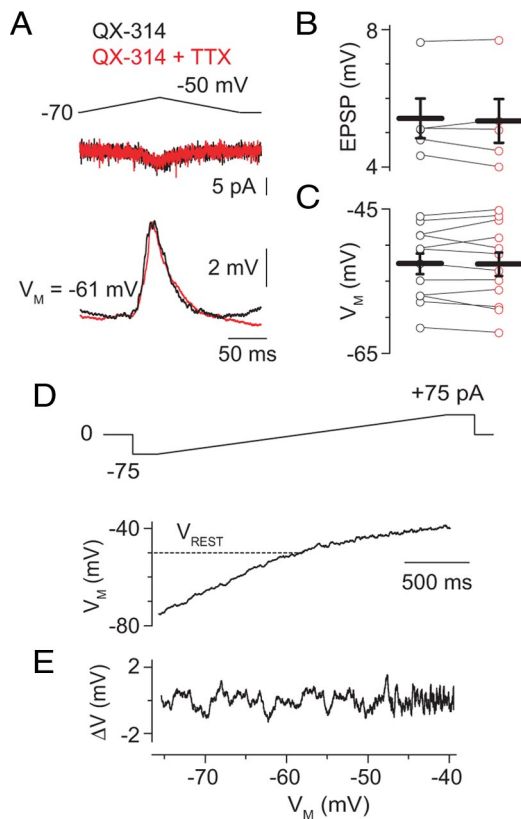 A
QX-314
QX-314 + TTX
-50 mV
-70
5 pA
2 mV
V_M = -61 mV
50 ms
B
8
EPSP (mV)
4
C
-45
V_M (mV)
-65
D
+75 pA
0
-75
-40
V_REST
V_M (mV)
500 ms
-80
E
2
ΔV (mV)
-2
-70 -60 -50 -40
V_M (mV)